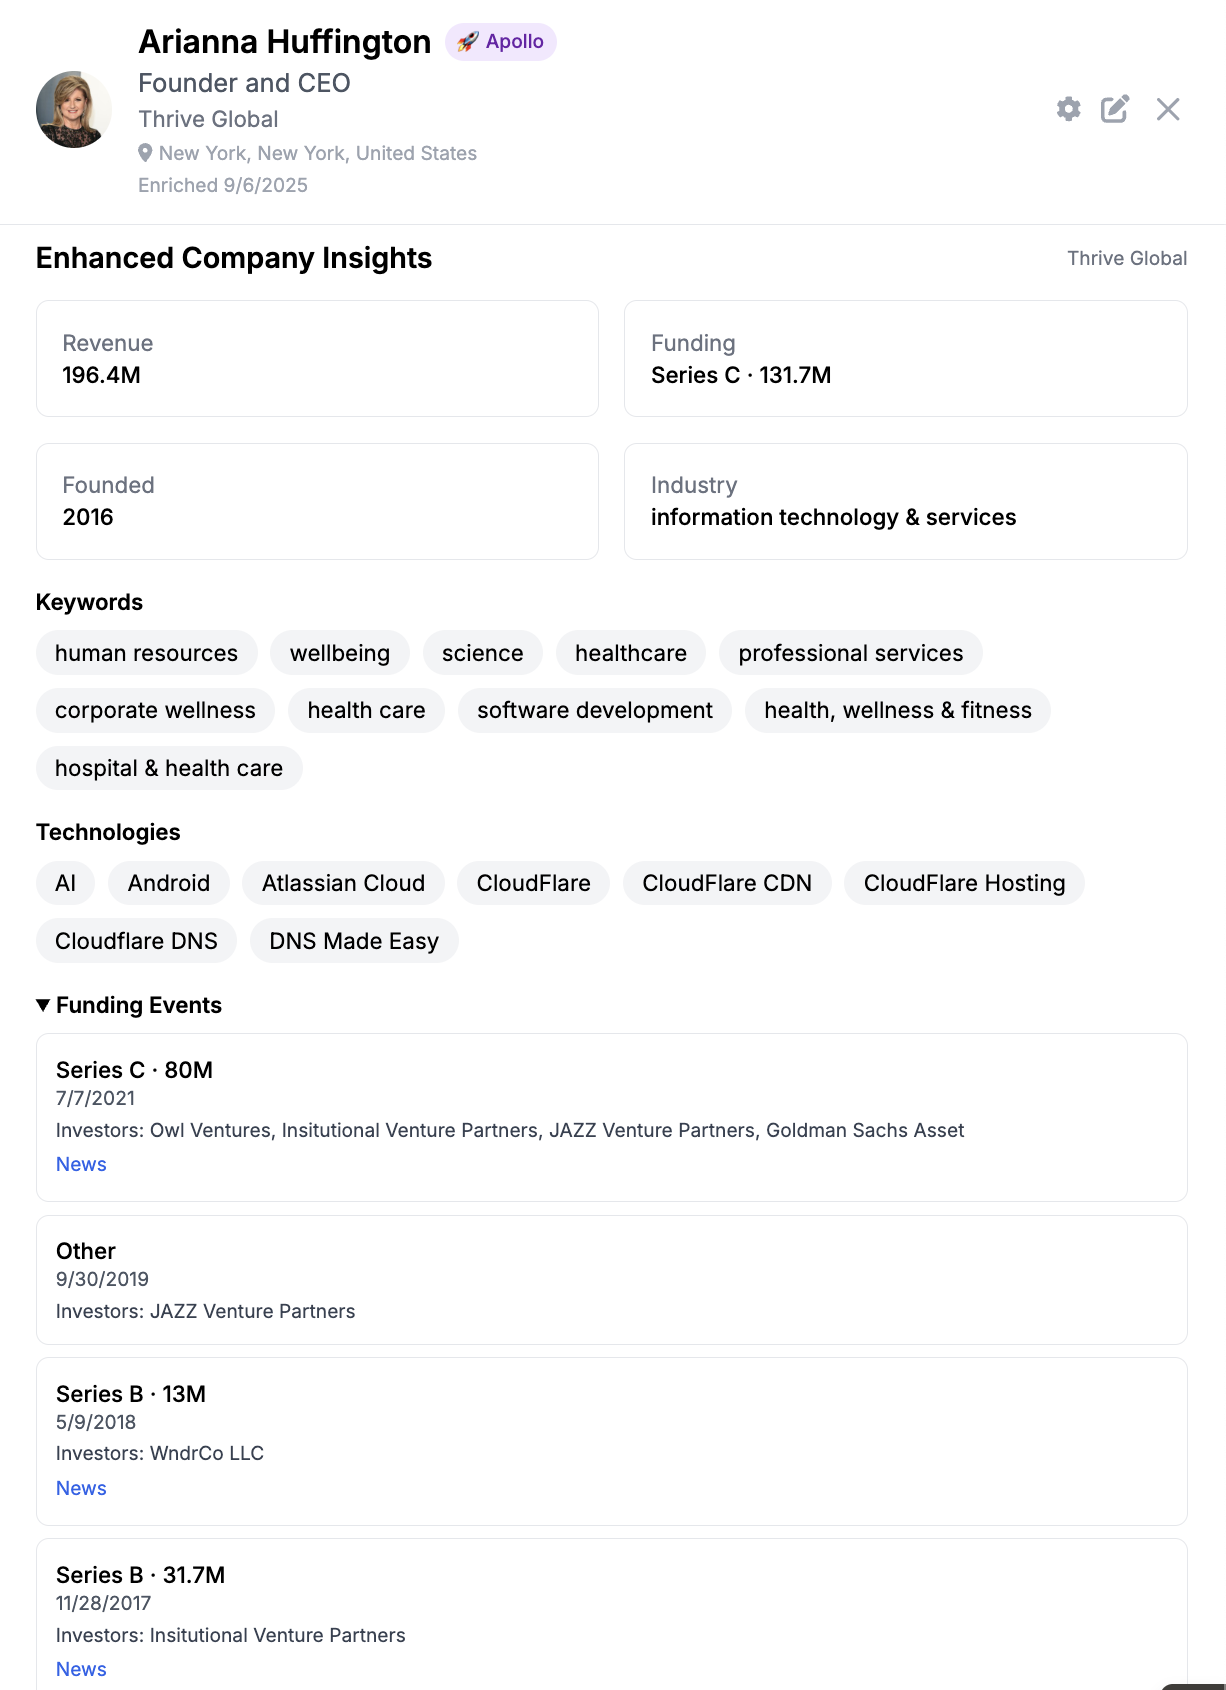 Arianna Huffington 🚀 Apollo
Founder and CEO
Thrive Global
New York, New York, United States
Enriched 9/6/2025
Enhanced Company Insights Thrive Global
Revenue
196.4M
Funding
Series C · 131.7M
Founded
2016
Industry
information technology & services
Keywords
human resources wellbeing science healthcare professional services
corporate wellness health care software development health, wellness & fitness
hospital & health care
Technologies
AI Android Atlassian Cloud CloudFlare CloudFlare CDN CloudFlare Hosting
Cloudflare DNS DNS Made Easy
▼ Funding Events
Series C · 80M
7/7/2021
Investors: Owl Ventures, Insitutional Venture Partners, JAZZ Venture Partners, Goldman Sachs Asset
News
Other
9/30/2019
Investors: JAZZ Venture Partners
Series B · 13M
5/9/2018
Investors: WndrCo LLC
News
Series B · 31.7M
11/28/2017
Investors: Insitutional Venture Partners
News